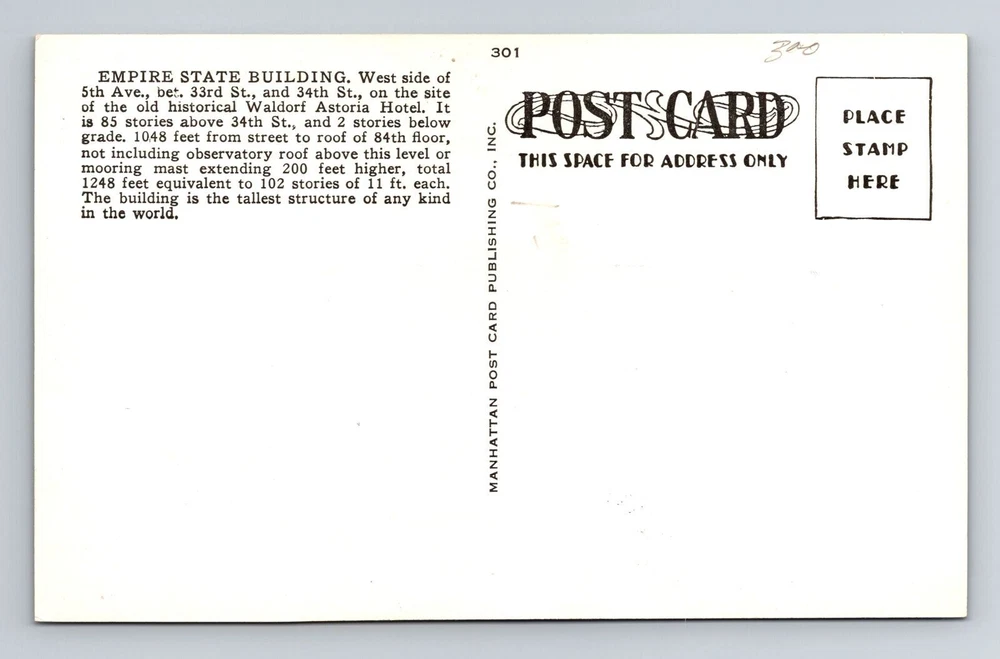 301
300
EMPIRE STATE BUILDING. West side of
5th Ave., bet. 33rd St., and 34th St., on the site
of the old historical Waldorf Astoria Hotel. It
is 85 stories above 34th St., and 2 stories below
grade. 1048 feet from street to roof of 84th floor,
not including observatory roof above this level or
mooring mast extending 200 feet higher, total
1248 feet equivalent to 102 stories of 11 ft. each.
The building is the tallest structure of any kind
in the world.
MANHATTAN POST CARD PUBLISHING CO., INC.
POST CARD
THIS SPACE FOR ADDRESS ONLY
PLACE
STAMP
HERE